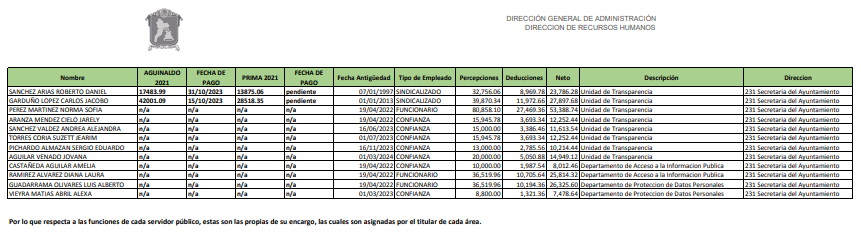 DIRECCIÓN GENERAL DE ADMINISTRACIÓN
DIRECCION DE RECURSOS HUMANOS
Nombre AGUINALDO 2021 FECHA DE PAGO PRIMA 2021 FECHA DE PAGO Fecha Antigüedad Tipo de Empleado Percepciones Deducciones Neto Descripción Direccion
SANCHEZ ARIAS ROBERTO DANIEL 17483.99 31/10/2023 13875.06 pendiente 07/01/1997 SINDICALIZADO 32,756.06 8,969.78 23,786.28 Unidad de Transparencia 231 Secretaria del Ayuntamiento
GARDUÑO LOPEZ CARLOS JACOBO 42001.09 15/10/2023 28518.35 pendiente 01/01/2013 SINDICALIZADO 39,870.34 11,972.66 27,897.68 Unidad de Transparencia 231 Secretaria del Ayuntamiento
PEREZ MARTINEZ NORMA SOFIA n/a n/a n/a n/a 19/04/2022 FUNCIONARIO 80,858.10 27,469.36 53,388.74 Unidad de Transparencia 231 Secretaria del Ayuntamiento
ARANZA MENDEZ CIELO JARELY n/a n/a n/a n/a 19/04/2022 CONFIANZA 15,945.78 3,693.34 12,252.44 Unidad de Transparencia 231 Secretaria del Ayuntamiento
SANCHEZ VALDEZ ANDREA ALEJANDRA n/a n/a n/a n/a 16/06/2023 CONFIANZA 15,000.00 3,386.46 11,613.54 Unidad de Transparencia 231 Secretaria del Ayuntamiento
TORRES CORIA SUZETT JEARIM n/a n/a n/a n/a 01/07/2022 CONFIANZA 15,945.78 3,693.34 12,252.44 Unidad de Transparencia 231 Secretaria del Ayuntamiento
PICHARDO ALMAZAN SERGIO EDUARDO n/a n/a n/a n/a 16/11/2023 CONFIANZA 13,000.00 2,785.56 10,214.44 Unidad de Transparencia 231 Secretaria del Ayuntamiento
AGUILAR VENADO JOVANA n/a n/a n/a n/a 01/03/2024 CONFIANZA 20,000.00 5,050.88 14,949.12 Unidad de Transparencia 231 Secretaria del Ayuntamiento
CASTAÑEDA AGUILAR AMELIA n/a n/a n/a n/a 19/04/2022 CONFIANZA 10,000.00 1,987.54 8,012.46 Departamento de Acceso a la Informacion Publica 231 Secretaria del Ayuntamiento
RAMIREZ ALVAREZ DIANA LAURA n/a n/a n/a n/a 19/04/2022 FUNCIONARIO 36,519.96 10,705.64 25,814.32 Departamento de Acceso a la Informacion Publica 231 Secretaria del Ayuntamiento
GUADARRAMA OLIVARES LUIS ALBERTO n/a n/a n/a n/a 19/04/2022 FUNCIONARIO 36,519.96 10,194.36 26,325.60 Departamento de Proteccion de Datos Personales 231 Secretaria del Ayuntamiento
VIEYRA MATIAS ABRIL ALEXA n/a n/a n/a n/a 01/03/2023 CONFIANZA 8,800.00 1,321.36 7,478.64 Departamento de Proteccion de Datos Personales 231 Secretaria del Ayuntamiento
Por lo que respecta a las funciones de cada servidor público, estas son las propias de su encargo, las cuales son asignadas por el titular de cada área.